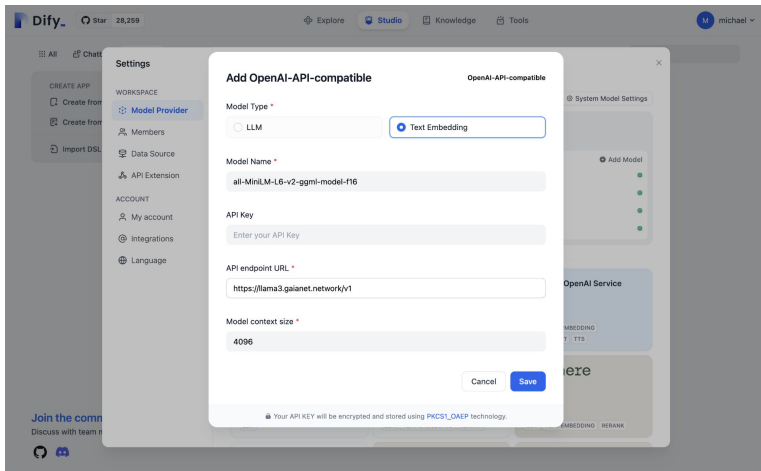 Dify_
Star 28,259
Explore
Studio
Knowledge
Tools
M michael
All
CREATE APP
Create from
Create from
Import DSL
Join the comm
Discuss with team m
Settings
WORKSPACE
Model Provider
Members
Data Source
API Extension
ACCOUNT
My account
Integrations
Language
System Model Settings
Add Model
OpenAI Service
TTS
EMBEDDING RERANK
Add OpenAI-API-compatible
OpenAI-API-compatible
Model Type *
LLM
Text Embedding
Model Name *
all-MiniLM-L6-v2-ggml-model-f16
API Key
Enter your API Key
API endpoint URL *
https://llama3.gaianet.network/v1
Model context size *
4096
Cancel
Save
Your API KEY will be encrypted and stored using PKCS1_OAEP technology.